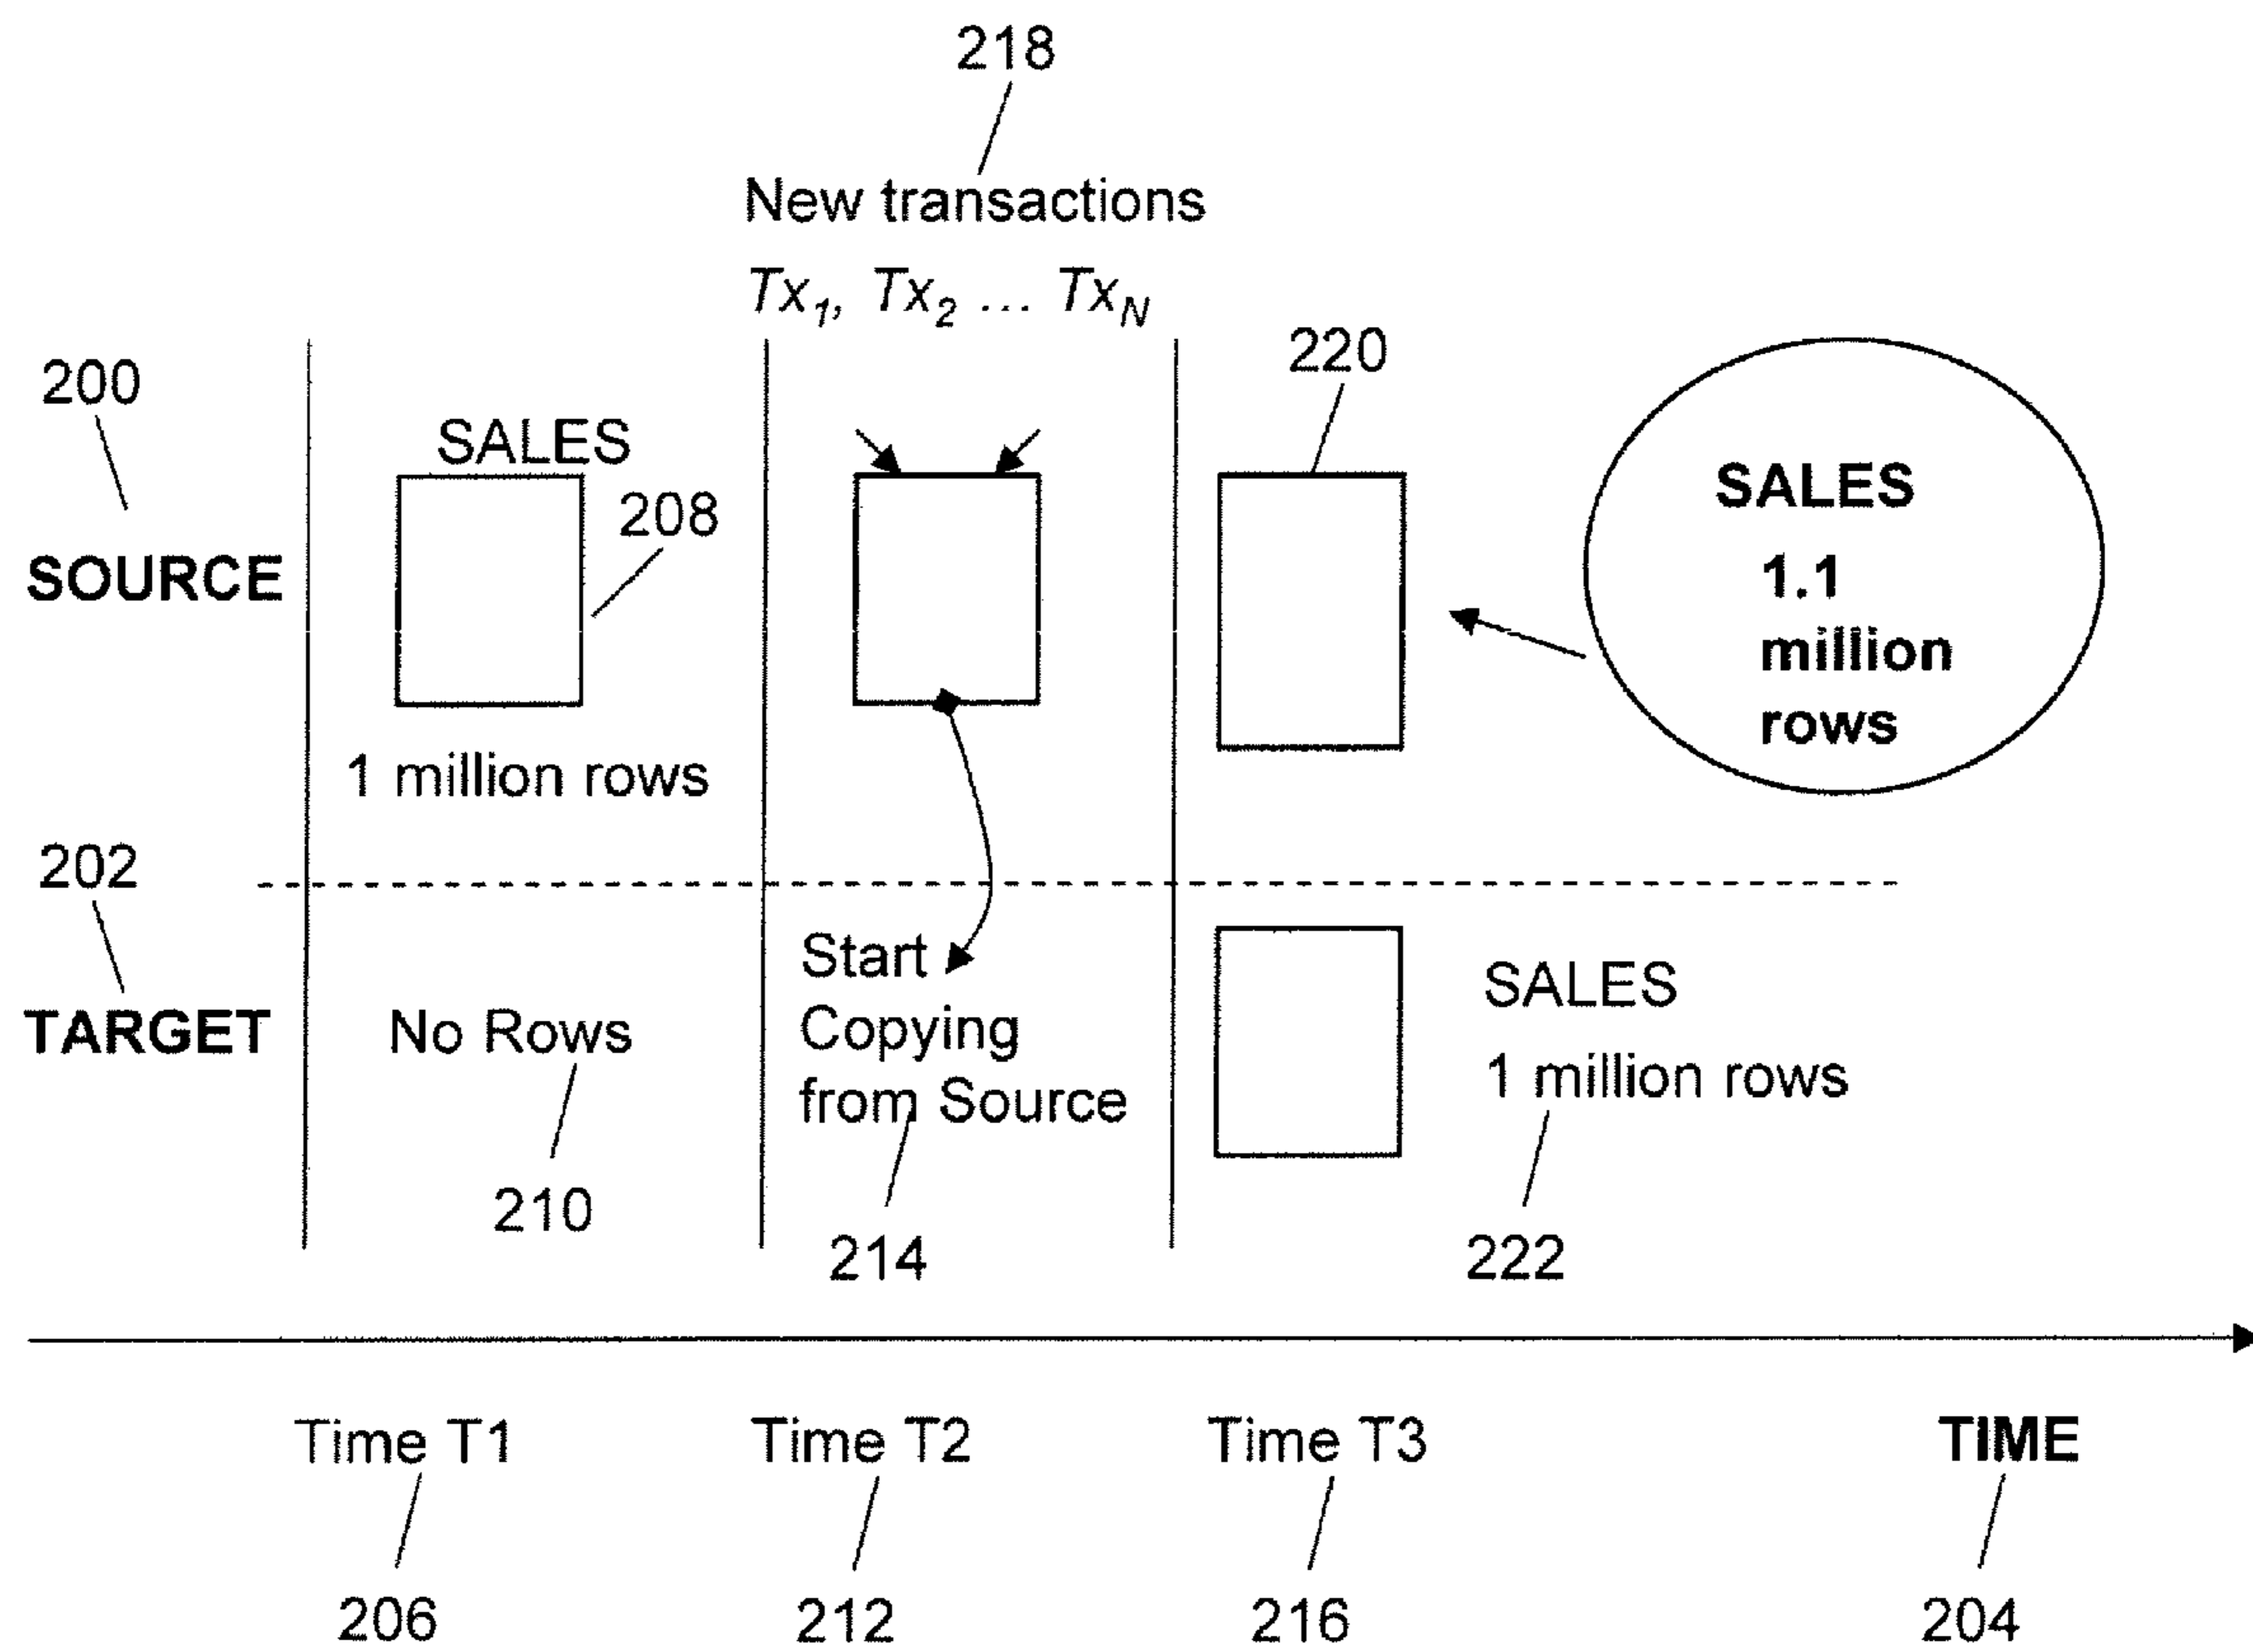 218
New transactions
Tx1, Tx2 ... TxN
200
220
SALES
208
SOURCE
1 million rows
SALES
1.1
million
rows
202
TARGET
No Rows
210
Start
Copying
from Source
214
SALES
1 million rows
222
Time T1
Time T2
Time T3
TIME
206
212
216
204